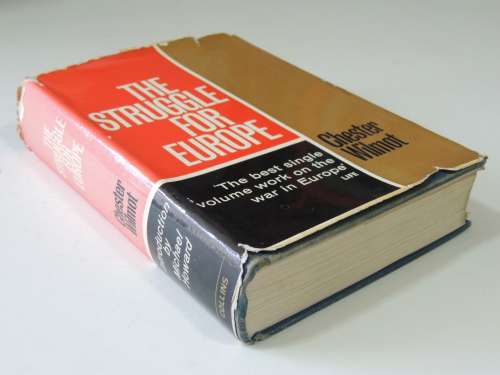 THE
STRUGGLE
FOR
EUROPE
Chester
Wilmot
'The best single
volume work on the
war in Europe'
LIFE
THE
STRUGGLE
FOR
EUROPE
Chester
Wilmot
Introduction
by
Michael
Howard
COLLINS